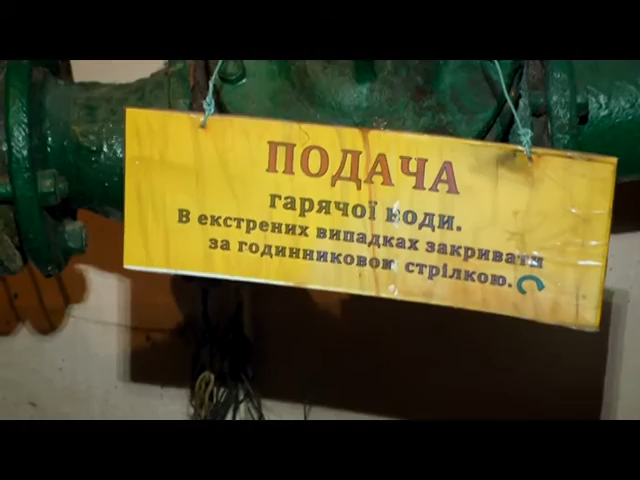 ПОДАЧА
гарячої води.
В екстрених випадках закривати
за годинниковою стрілкою.